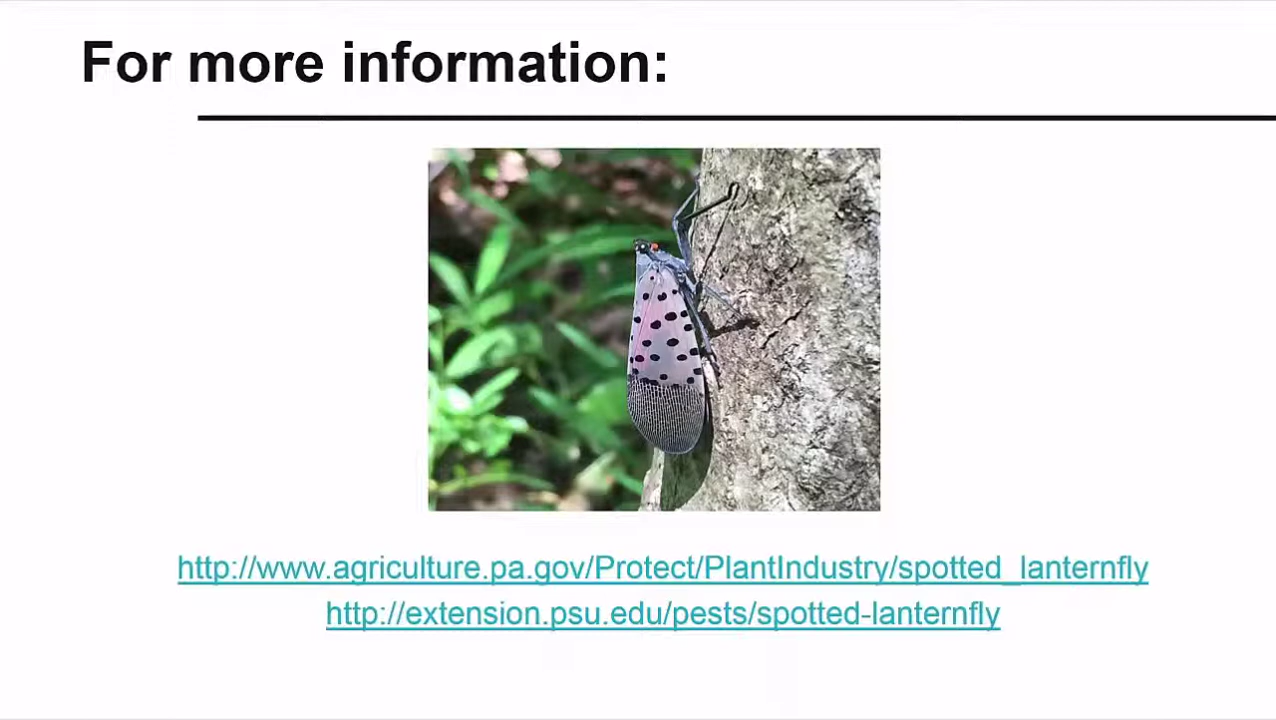 For more information:
http://www.agriculture.pa.gov/Protect/PlantIndustry/spotted_lanternfly
http://extension.psu.edu/pests/spotted-lanternfly